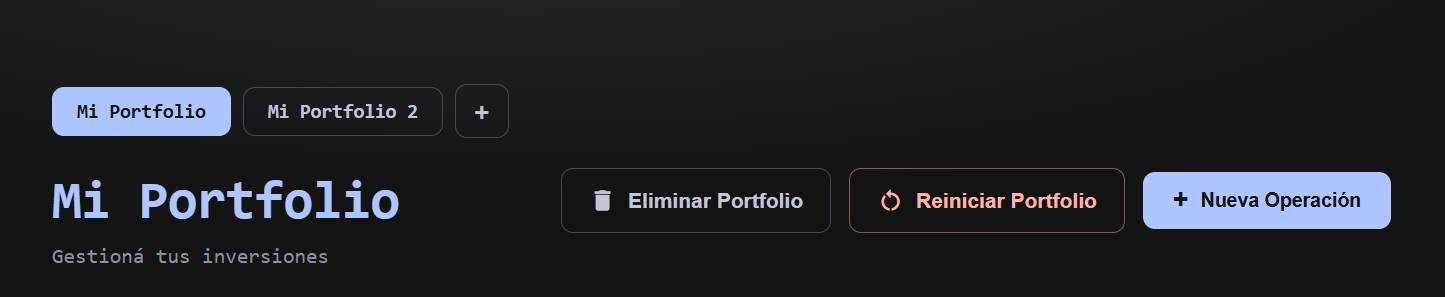 Mi Portfolio
Mi Portfolio 2
+
Mi Portfolio
Eliminar Portfolio
Reiniciar Portfolio
+ Nueva Operación
Gestioná tus inversiones